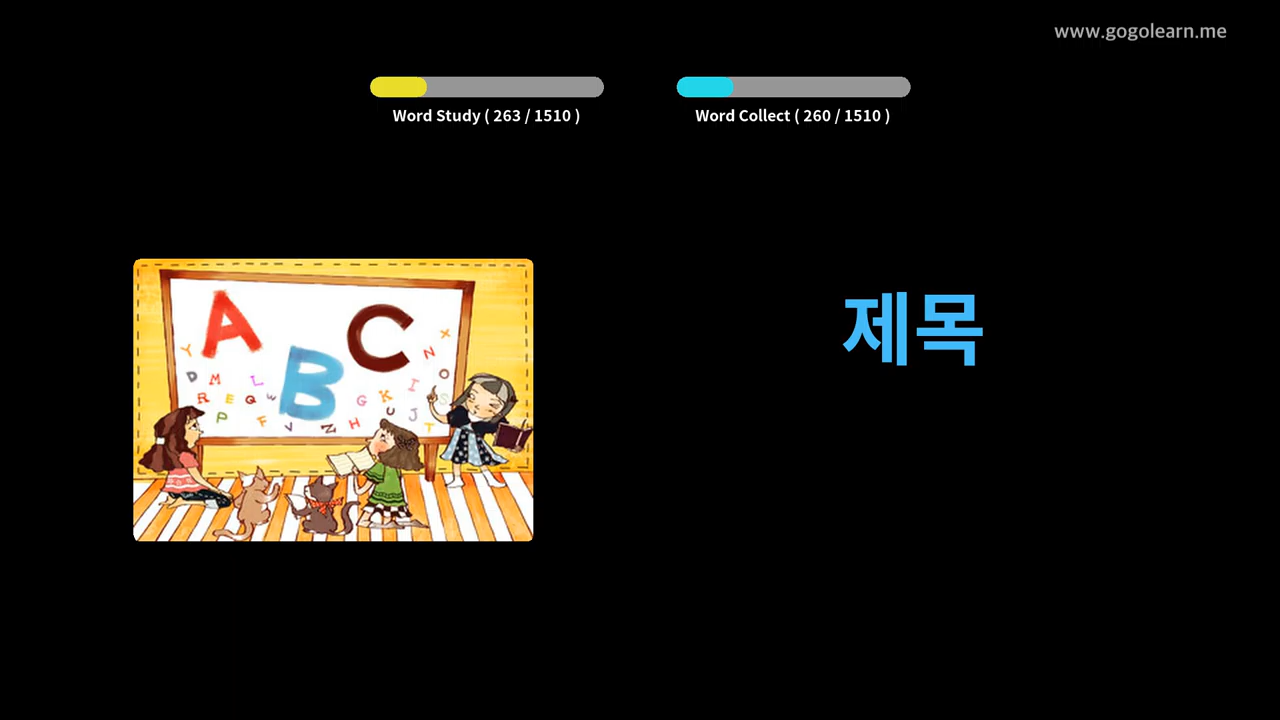 www.gogolearn.me
Word Study ( 263 / 1510 )
Word Collect ( 260 / 1510 )
제목
A
B
C
Y
X
N
D M L O
R E Q W G K I S
P F V Z H U J T